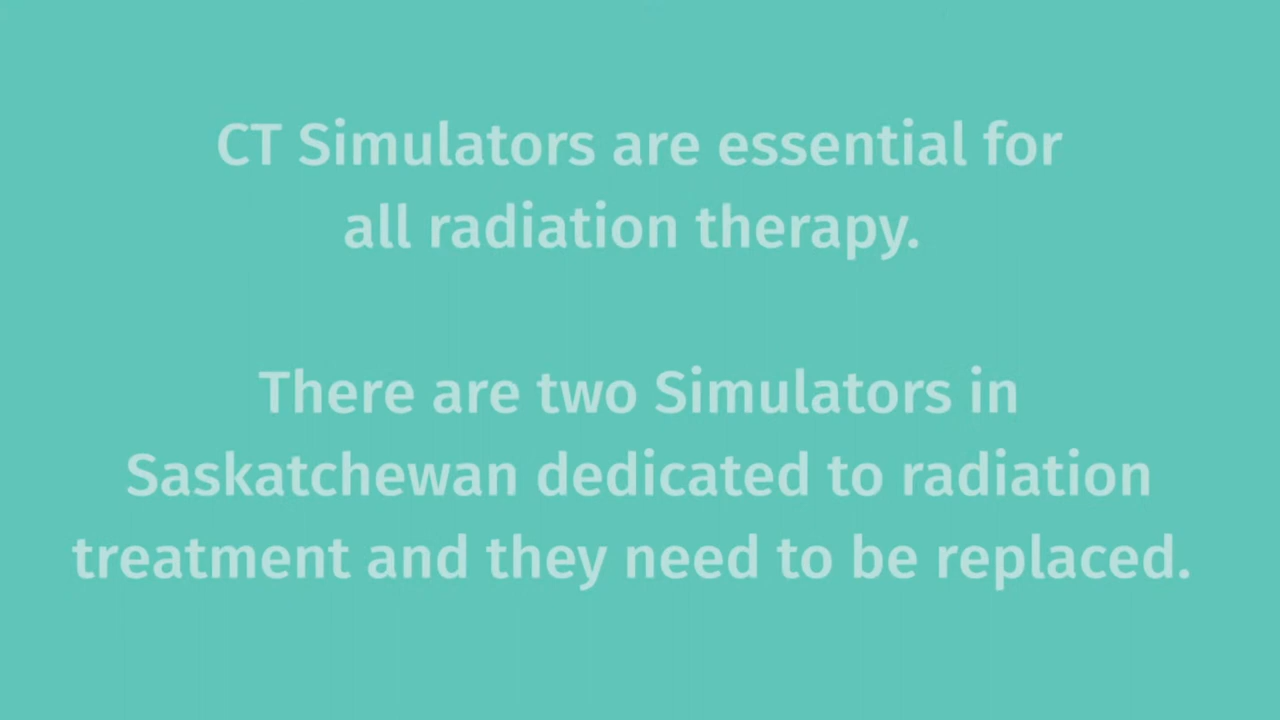 CT Simulators are essential for
all radiation therapy.
There are two Simulators in
Saskatchewan dedicated to radiation
treatment and they need to be replaced.